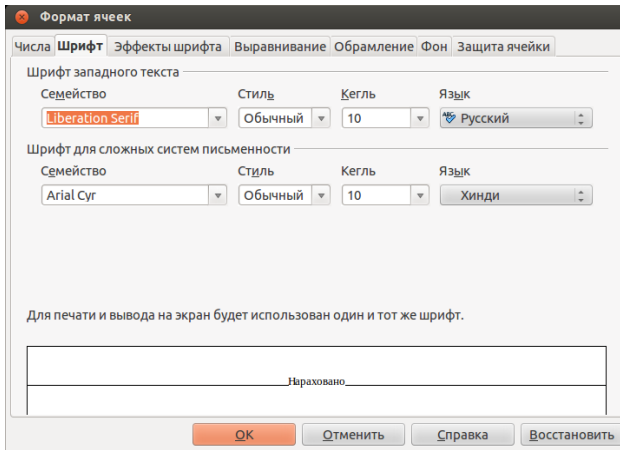 Формат ячеек
Числа Шрифт Эффекты шрифта Выравнивание Обрамление Фон Защита ячейки
Шрифт западного текста
Семейство Стиль Кегль Язык
Liberation Serif Обычный 10 Русский
Шрифт для сложных систем письменности
Семейство Стиль Кегль Язык
Arial Cyr Обычный 10 Хинди
Для печати и вывода на экран будет использован один и тот же шрифт.
Нараховано
OK Отменить Справка Восстановить